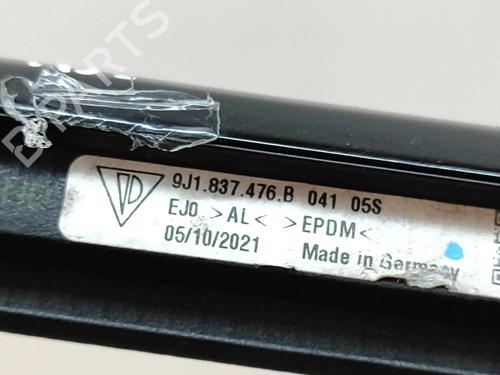 9J1.837.476.B 041 05S
EJ0 >AL< >EPDM<
05/10/2021 Made in Germany